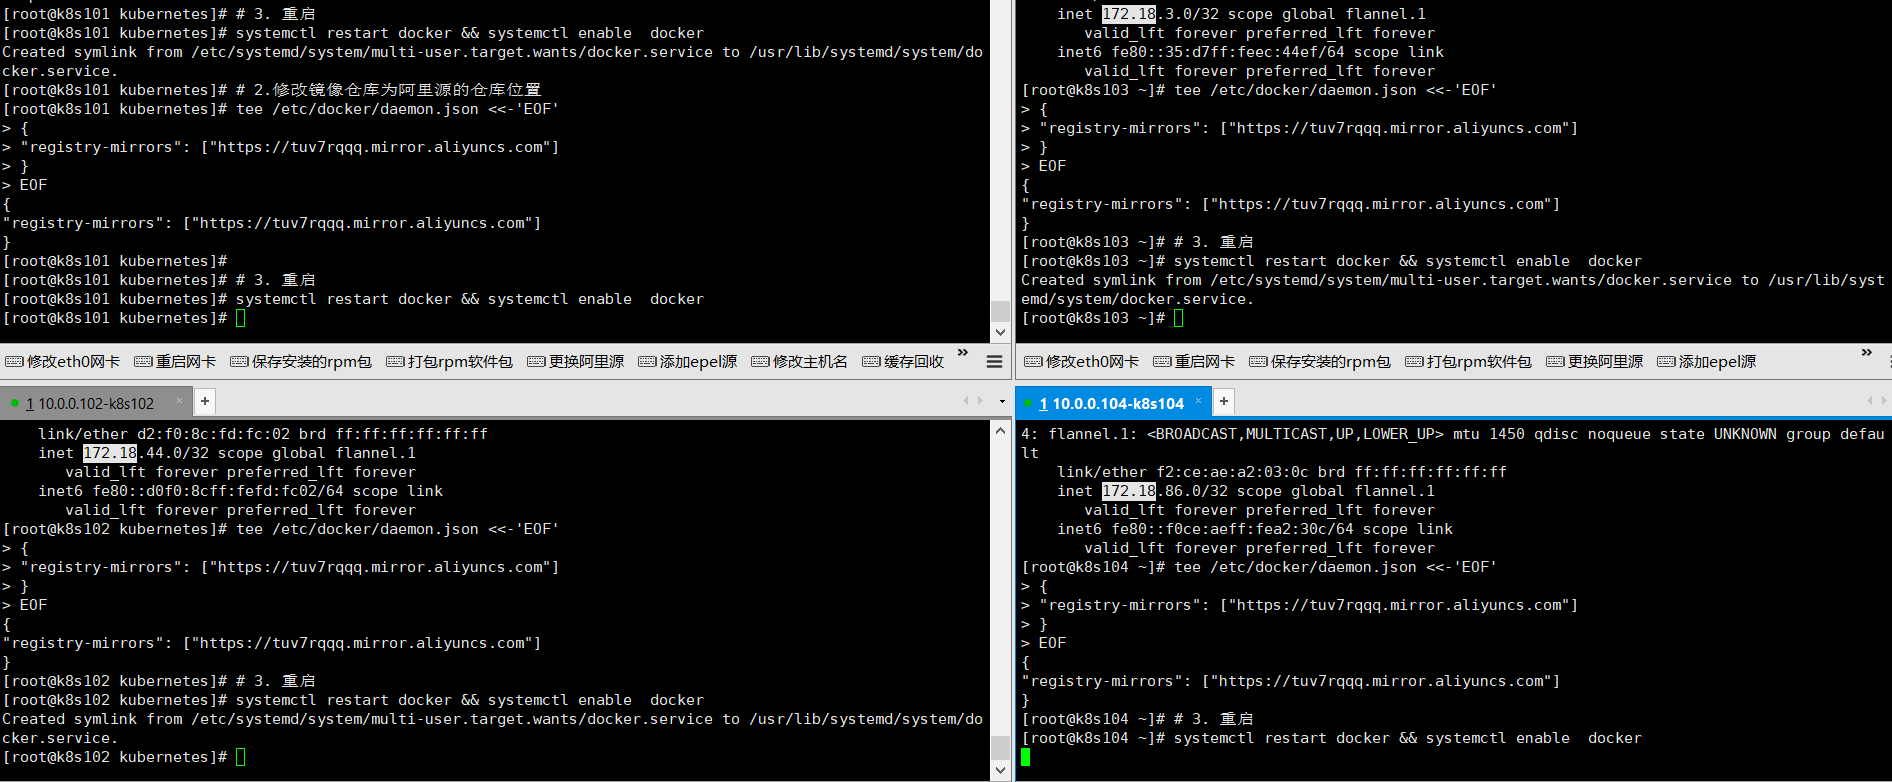 [root@k8s101 kubernetes]# # 3. 重启
[root@k8s101 kubernetes]# systemctl restart docker && systemctl enable  docker
Created symlink from /etc/systemd/system/multi-user.target.wants/docker.service to /usr/lib/systemd/system/do
cker.service.
[root@k8s101 kubernetes]# # 2.修改镜像仓库为阿里源的仓库位置
[root@k8s101 kubernetes]# tee /etc/docker/daemon.json <<-'EOF'
> {
> "registry-mirrors": ["https://tuv7rqqq.mirror.aliyuncs.com"]
> }
> EOF
{
"registry-mirrors": ["https://tuv7rqqq.mirror.aliyuncs.com"]
}
[root@k8s101 kubernetes]#
[root@k8s101 kubernetes]# # 3. 重启
[root@k8s101 kubernetes]# systemctl restart docker && systemctl enable  docker
[root@k8s101 kubernetes]#
修改eth0网卡 重启网卡 保存安装的rpm包 打包rpm软件包 更换阿里源 添加epel源 修改主机名 缓存回收 »
inet 172.18.3.0/32 scope global flannel.1
valid_lft forever preferred_lft forever
inet6 fe80::35:d7ff:feec:44ef/64 scope link
valid_lft forever preferred_lft forever
[root@k8s103 ~]# tee /etc/docker/daemon.json <<-'EOF'
> {
> "registry-mirrors": ["https://tuv7rqqq.mirror.aliyuncs.com"]
> }
> EOF
{
"registry-mirrors": ["https://tuv7rqqq.mirror.aliyuncs.com"]
}
[root@k8s103 ~]# # 3. 重启
[root@k8s103 ~]# systemctl restart docker && systemctl enable  docker
Created symlink from /etc/systemd/system/multi-user.target.wants/docker.service to /usr/lib/syst
emd/system/docker.service.
[root@k8s103 ~]#
修改eth0网卡 重启网卡 保存安装的rpm包 打包rpm软件包 更换阿里源 添加epel源 »
1 10.0.0.102-k8s102 × +
link/ether d2:f0:8c:fd:fc:02 brd ff:ff:ff:ff:ff:ff
inet 172.18.44.0/32 scope global flannel.1
valid_lft forever preferred_lft forever
inet6 fe80::d0f0:8cff:fefd:fc02/64 scope link
valid_lft forever preferred_lft forever
[root@k8s102 kubernetes]# tee /etc/docker/daemon.json <<-'EOF'
> {
> "registry-mirrors": ["https://tuv7rqqq.mirror.aliyuncs.com"]
> }
> EOF
{
"registry-mirrors": ["https://tuv7rqqq.mirror.aliyuncs.com"]
}
[root@k8s102 kubernetes]# # 3. 重启
[root@k8s102 kubernetes]# systemctl restart docker && systemctl enable  docker
Created symlink from /etc/systemd/system/multi-user.target.wants/docker.service to /usr/lib/systemd/system/do
cker.service.
[root@k8s102 kubernetes]#
1 10.0.0.104-k8s104 × +
4: flannel.1: <BROADCAST,MULTICAST,UP,LOWER_UP> mtu 1450 qdisc noqueue state UNKNOWN group defau
lt
link/ether f2:ce:ae:a2:03:0c brd ff:ff:ff:ff:ff:ff
inet 172.18.86.0/32 scope global flannel.1
valid_lft forever preferred_lft forever
inet6 fe80::f0ce:aeff:fea2:30c/64 scope link
valid_lft forever preferred_lft forever
[root@k8s104 ~]# tee /etc/docker/daemon.json <<-'EOF'
> {
> "registry-mirrors": ["https://tuv7rqqq.mirror.aliyuncs.com"]
> }
> EOF
{
"registry-mirrors": ["https://tuv7rqqq.mirror.aliyuncs.com"]
}
[root@k8s104 ~]# # 3. 重启
[root@k8s104 ~]# systemctl restart docker && systemctl enable  docker